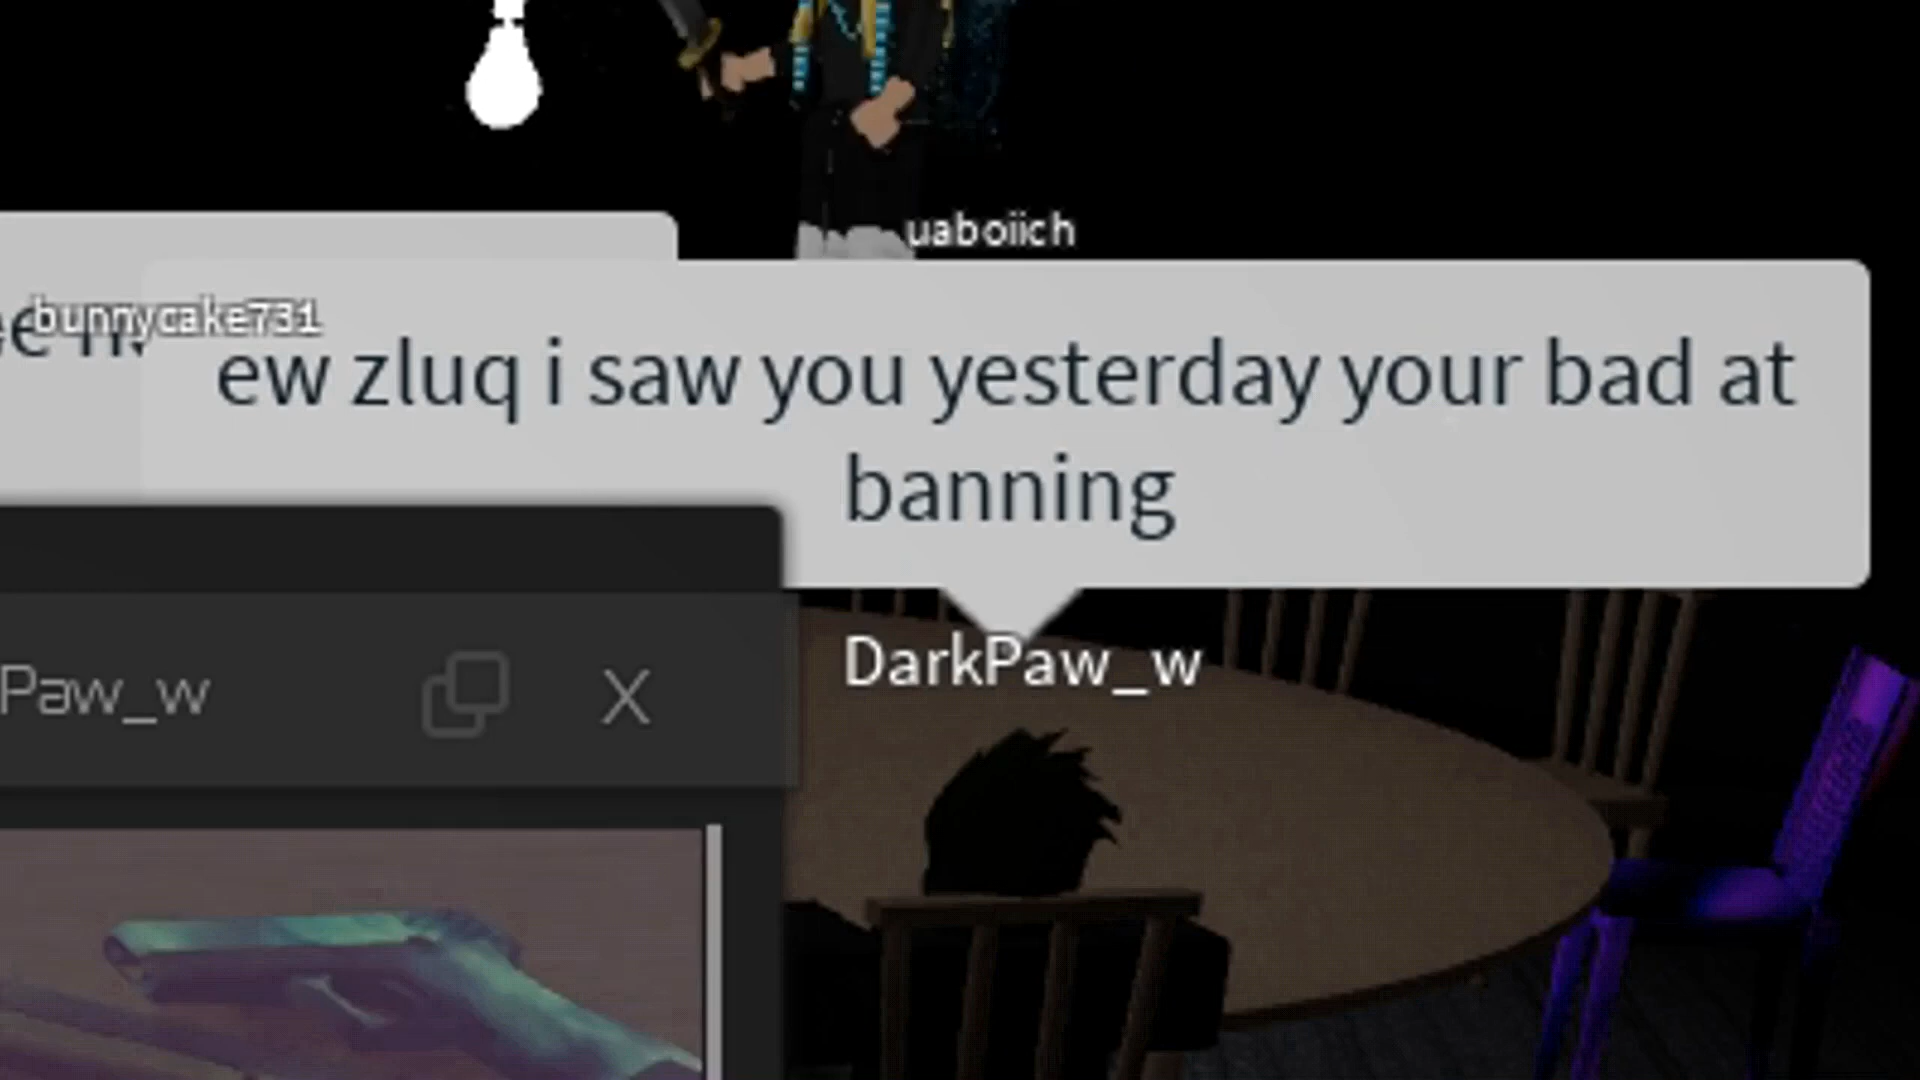 uaboiich
bunnycake731
ew zluq i saw you yesterday your bad at
banning
DarkPaw_w
Paw_w
X